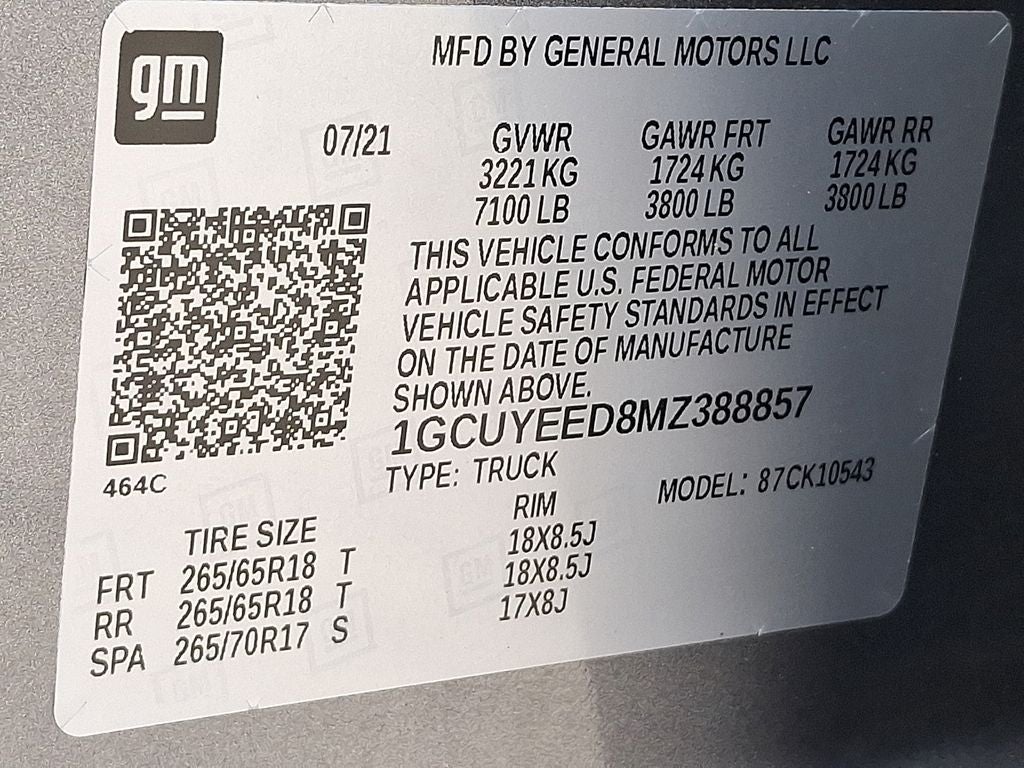 gm
MFD BY GENERAL MOTORS LLC
07/21 GVWR GAWR FRT GAWR RR
3221 KG 1724 KG 1724 KG
7100 LB 3800 LB 3800 LB
THIS VEHICLE CONFORMS TO ALL
APPLICABLE U.S. FEDERAL MOTOR
VEHICLE SAFETY STANDARDS IN EFFECT
ON THE DATE OF MANUFACTURE
SHOWN ABOVE.
1GCUYEED8MZ388857
464C
TYPE: TRUCK MODEL: 87CK10543
TIRE SIZE RIM
FRT 265/65R18 T 18X8.5J
RR 265/65R18 T 18X8.5J
SPA 265/70R17 S 17X8J